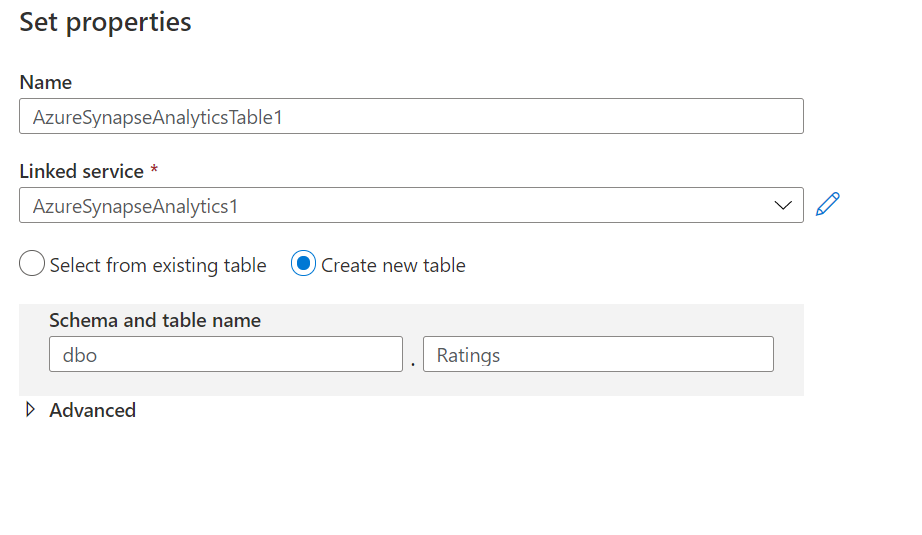 Set properties
Name
AzureSynapseAnalyticsTable1
Linked service *
AzureSynapseAnalytics1
Select from existing table Create new table
Schema and table name
dbo . Ratings
Advanced